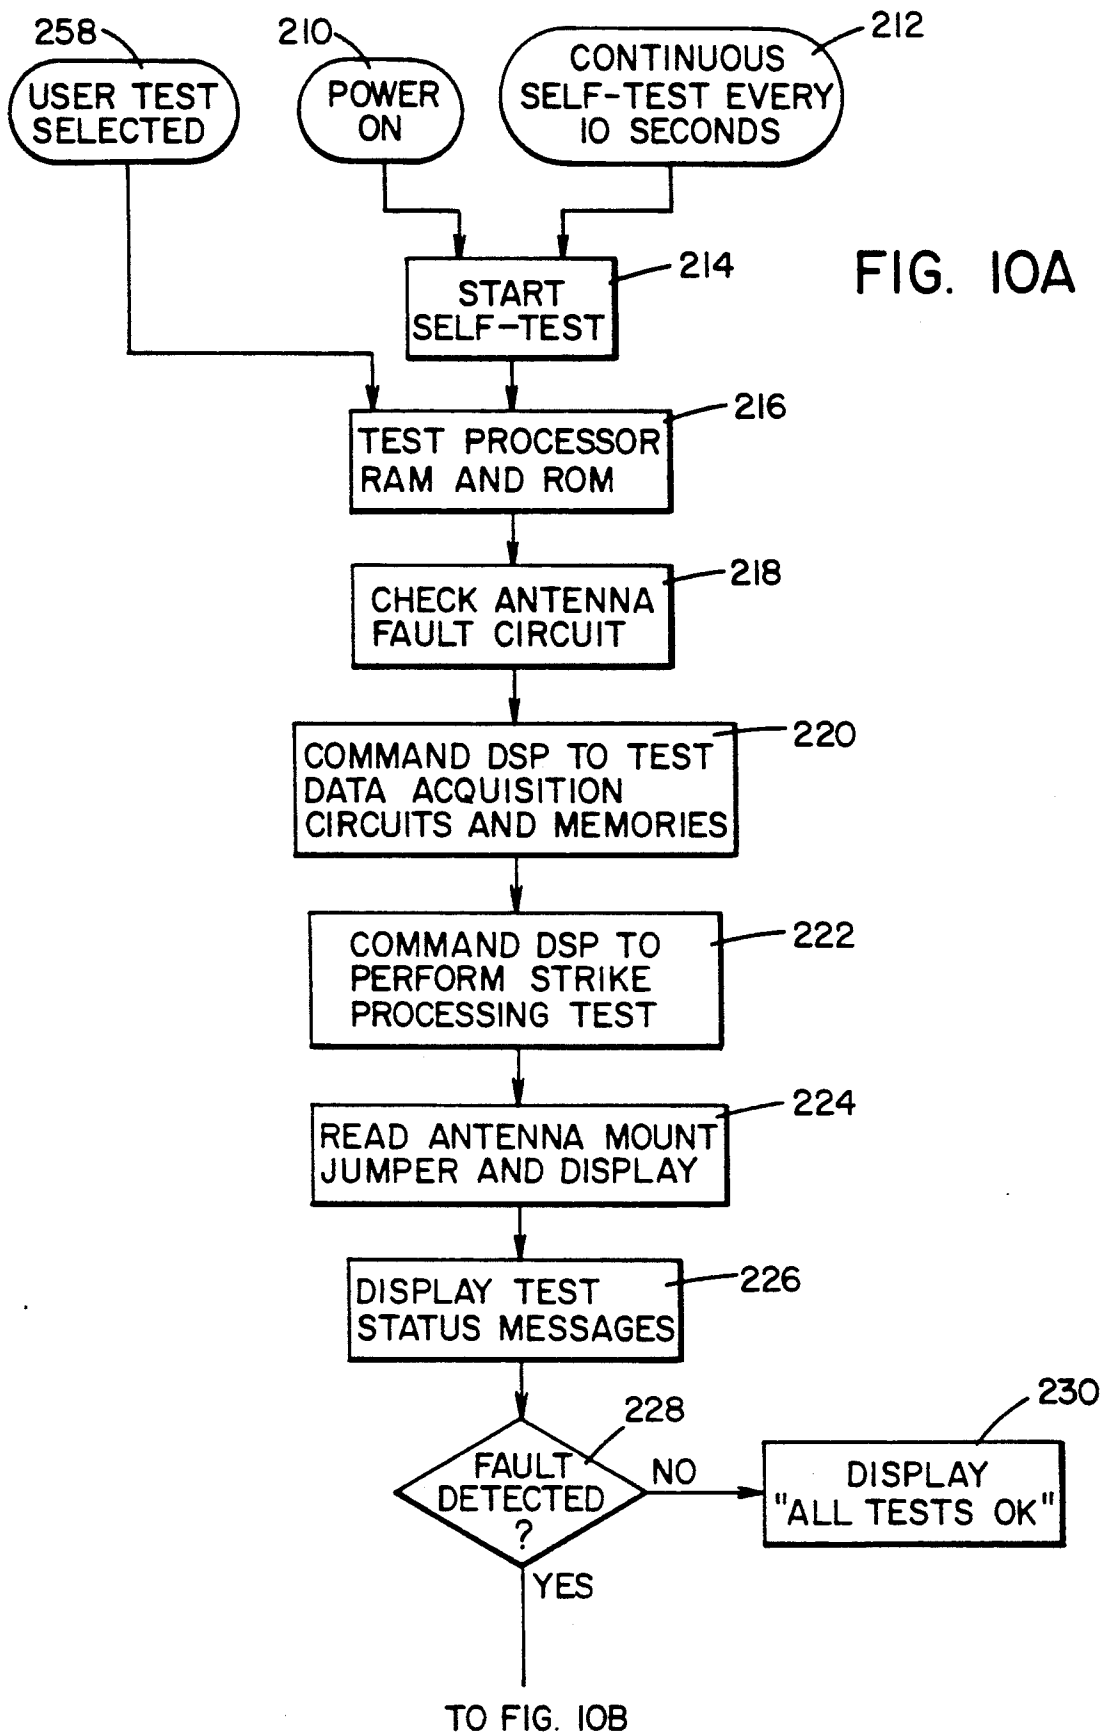 258
210
212
USER TEST
SELECTED
POWER
ON
CONTINUOUS
SELF-TEST EVERY
10 SECONDS
FIG. 10A
214
START
SELF-TEST
216
TEST PROCESSOR
RAM AND ROM
218
CHECK ANTENNA
FAULT CIRCUIT
220
COMMAND DSP TO TEST
DATA ACQUISITION
CIRCUITS AND MEMORIES
222
COMMAND DSP TO
PERFORM STRIKE
PROCESSING TEST
224
READ ANTENNA MOUNT
JUMPER AND DISPLAY
226
DISPLAY TEST
STATUS MESSAGES
228
FAULT
DETECTED
?
NO
230
DISPLAY
"ALL TESTS OK"
YES
TO FIG. 10B